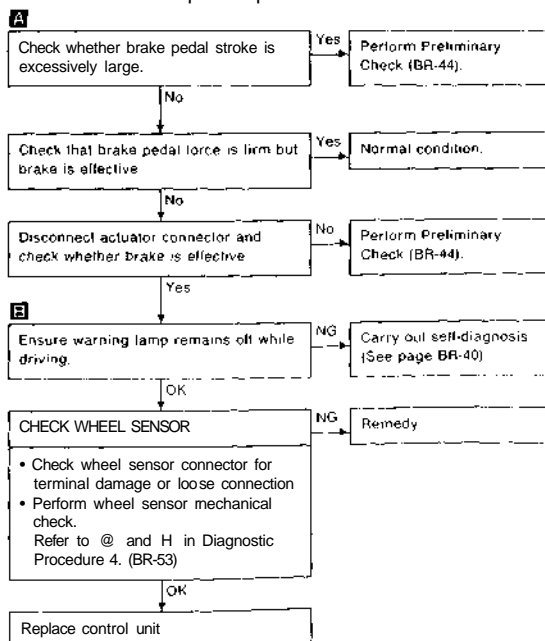 A
Check whether brake pedal stroke is
excessively large.
Yes
Perform Preliminary
Check (BR-44).
No
Check that brake pedal force is firm but
brake is effective
Yes
Normal condition.
No
Disconnect actuator connector and
check whether brake is effective
No
Perform Preliminary
Check (BR-44).
Yes
B
Ensure warning lamp remains off while
driving.
NG
Carry out self-diagnosis
(See page BR-40)
OK
CHECK WHEEL SENSOR
NG
Remedy
• Check wheel sensor connector for
terminal damage or loose connection
• Perform wheel sensor mechanical
check.
Refer to @ and H in Diagnostic
Procedure 4. (BR-53)
OK
Replace control unit